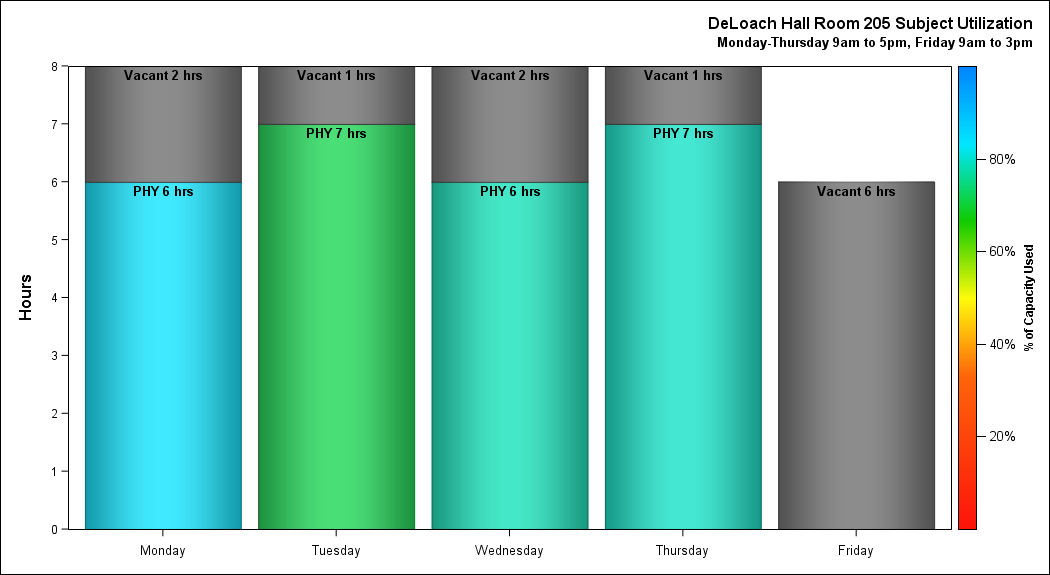 DeLoach Hall Room 205 Subject Utilization
Monday-Thursday 9am to 5pm, Friday 9am to 3pm
Hours
8
7
6
5
4
3
2
1
0
Vacant 2 hrs
PHY 6 hrs
Vacant 1 hrs
PHY 7 hrs
Vacant 2 hrs
PHY 6 hrs
Vacant 1 hrs
PHY 7 hrs
Vacant 6 hrs
Monday
Tuesday
Wednesday
Thursday
Friday
80%
60%
40%
20%
% of Capacity Used